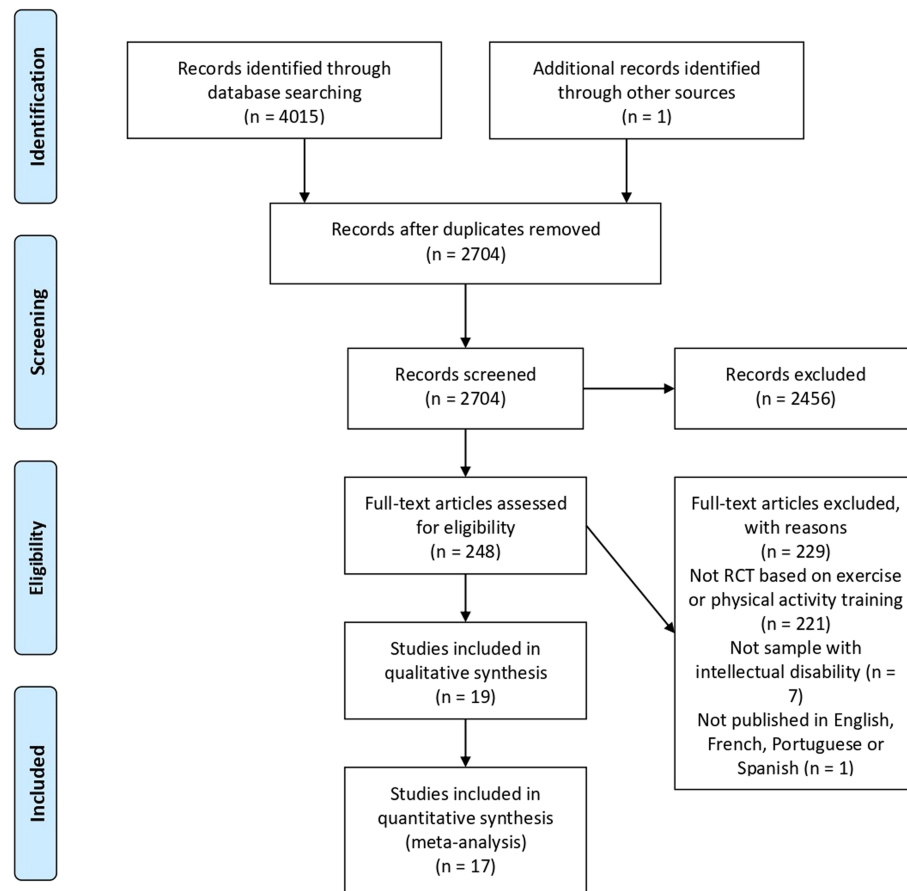 Identification
Records identified through
database searching
(n = 4015)
Additional records identified
through other sources
(n = 1)
Records after duplicates removed
(n = 2704)
Screening
Records screened
(n = 2704)
Records excluded
(n = 2456)
Eligibility
Full-text articles assessed
for eligibility
(n = 248)
Full-text articles excluded,
with reasons
(n = 229)
Not RCT based on exercise
or physical activity training
(n = 221)
Not sample with
intellectual disability (n =
7)
Not published in English,
French, Portuguese or
Spanish (n = 1)
Studies included in
qualitative synthesis
(n = 19)
Included
Studies included in
quantitative synthesis
(meta-analysis)
(n = 17)